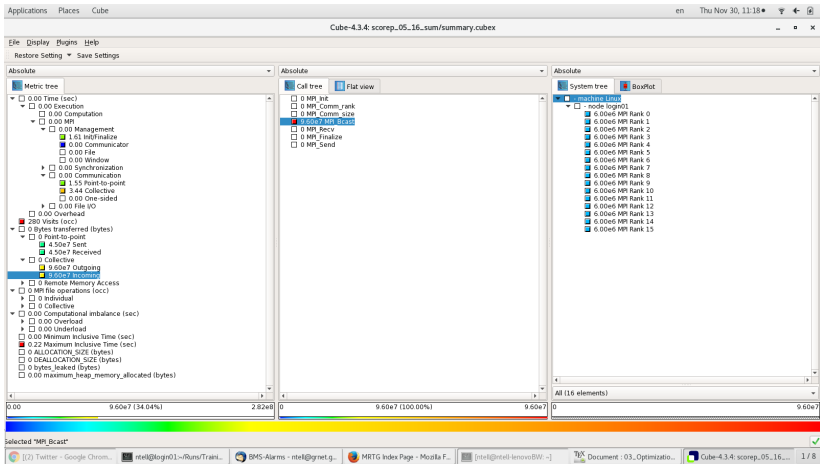 Applications Places Cube en Thu Nov 30, 11:18
Cube-4.3.4: scorep_05_16_sum/summary.cubex
File Display Plugins Help
Restore Setting Save Settings
Absolute
Metric tree
0.00 Time (sec)
0.00 Execution
0.00 Computation
0.00 MPI
0.00 Management
1.61 Init/Finalize
0.00 Communicator
0.00 File
0.00 Window
0.00 Synchronization
0.00 Communication
1.55 Point-to-point
3.44 Collective
0.00 One-sided
0.00 File I/O
0.00 Overhead
280 Visits (occ)
0 Bytes transferred (bytes)
0 Point-to-point
4.50e7 Sent
4.50e7 Received
0 Collective
9.60e7 Outgoing
9.60e7 Incoming
0 Remote Memory Access
0 MPI file operations (occ)
0 Individual
0 Collective
0.00 Computational imbalance (sec)
0.00 Overload
0.00 Underload
0.00 Minimum Inclusive Time (sec)
0.22 Maximum Inclusive Time (sec)
0 ALLOCATION_SIZE (bytes)
0 DEALLOCATION_SIZE (bytes)
0 bytes_leaked (bytes)
0.00 maximum_heap_memory_allocated (bytes)
0.00 9.60e7 (34.04%) 2.82e8
Absolute
Call tree Flat view
0 MPI_Init
0 MPI_Comm_rank
0 MPI_Comm_size
9.60e7 MPI_Bcast
0 MPI_Recv
0 MPI_Finalize
0 MPI_Send
0 9.60e7 (100.00%) 9.60e7
Absolute
System tree BoxPlot
- machine Linux
- node login01
6.00e6 MPI Rank 0
6.00e6 MPI Rank 1
6.00e6 MPI Rank 2
6.00e6 MPI Rank 3
6.00e6 MPI Rank 4
6.00e6 MPI Rank 5
6.00e6 MPI Rank 6
6.00e6 MPI Rank 7
6.00e6 MPI Rank 8
6.00e6 MPI Rank 9
6.00e6 MPI Rank 10
6.00e6 MPI Rank 11
6.00e6 MPI Rank 12
6.00e6 MPI Rank 13
6.00e6 MPI Rank 14
6.00e6 MPI Rank 15
All (16 elements)
0 9.60e7
Selected "MPI_Bcast"
[(2) Twitter - Google Chrom... ntell@login01:~/Runs/Traini... BMS-Alarms - ntell@grnet.g... MRTG Index Page - Mozilla F... [ntell@ntell-lenovoBW: ~] Document : 03_Optimizatio... Cube-4.3.4: scorep_05_16_... 1 / 8